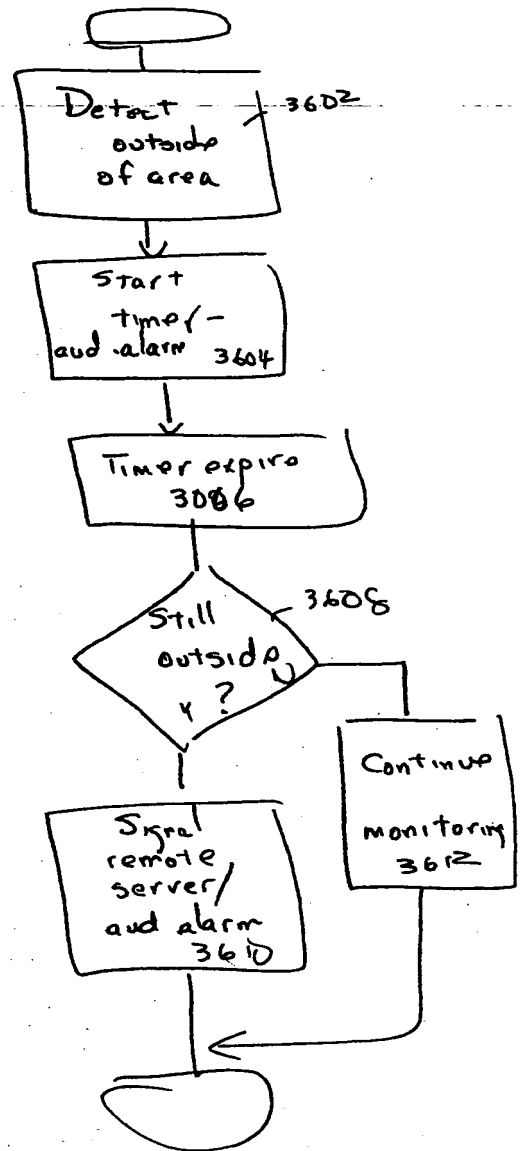 Detect
outside
of area
3602
Start
timer/-
aud. alarm 3604
Timer expire
3086
Still
outside
Y ? N
3608
Continue
monitoring
3612
Signal
remote
server/
aud alarm
3610